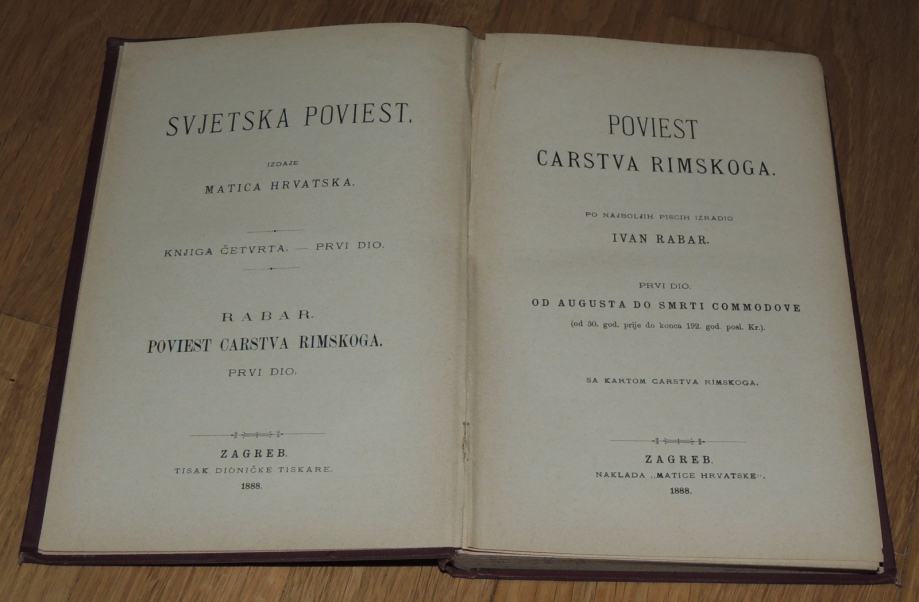 SVJETSKA POVIEST.
IZDAJE
MATICA HRVATSKA.
KNJIGA ČETVRTA. — PRVI DIO.
RABAR.
POVIEST CARSTVA RIMSKOGA.
PRVI DIO.
ZAGREB.
TISAK DIONIČKE TISKARE.
1888.
POVIEST
CARSTVA RIMSKOGA.
PO NAJBOLJIH PISCIH IZRADIO
IVAN RABAR.
PRVI DIO.
OD AUGUSTA DO SMRTI COMMODOVE
(od 30. god. prije do konca 192. god. posl. Kr.).
SA KARTOM CARSTVA RIMSKOGA.
ZAGREB.
NAKLADA „MATICE HRVATSKE“.
1888.